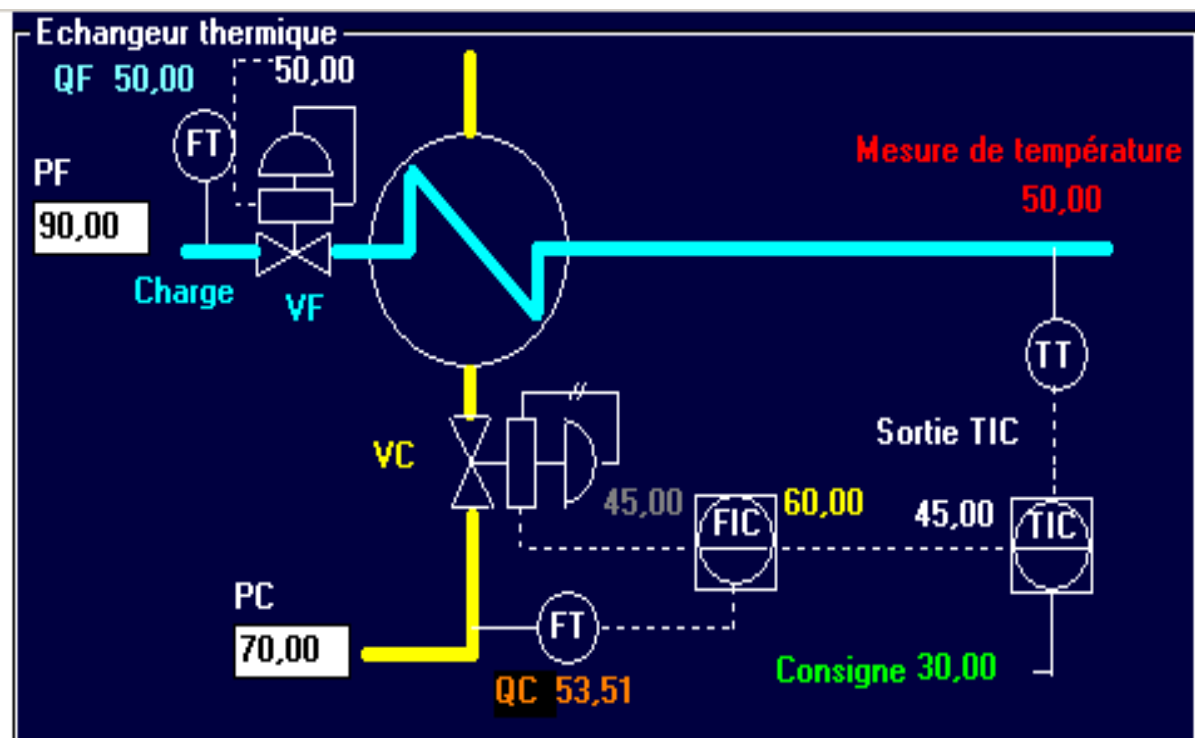 Echangeur thermique
QF 50,00
50,00
FT
PF
90,00
Mesure de température
50,00
Charge
VF
TT
Sortie TIC
VC
45,00
FIC
60,00
45,00
TIC
PC
70,00
FT
QC 53,51
Consigne 30,00